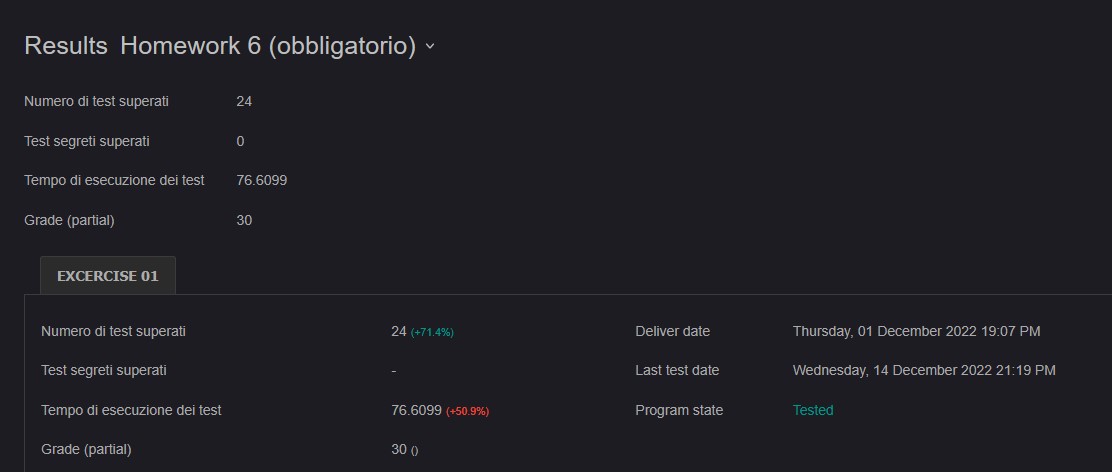 Results Homework 6 (obbligatorio)
Numero di test superati 24
Test segreti superati 0
Tempo di esecuzione dei test 76.6099
Grade (partial) 30
EXCERCISE 01
Numero di test superati 24 (+71.4%) Deliver date Thursday, 01 December 2022 19:07 PM
Test segreti superati - Last test date Wednesday, 14 December 2022 21:19 PM
Tempo di esecuzione dei test 76.6099 (+50.9%) Program state Tested
Grade (partial) 30 ()